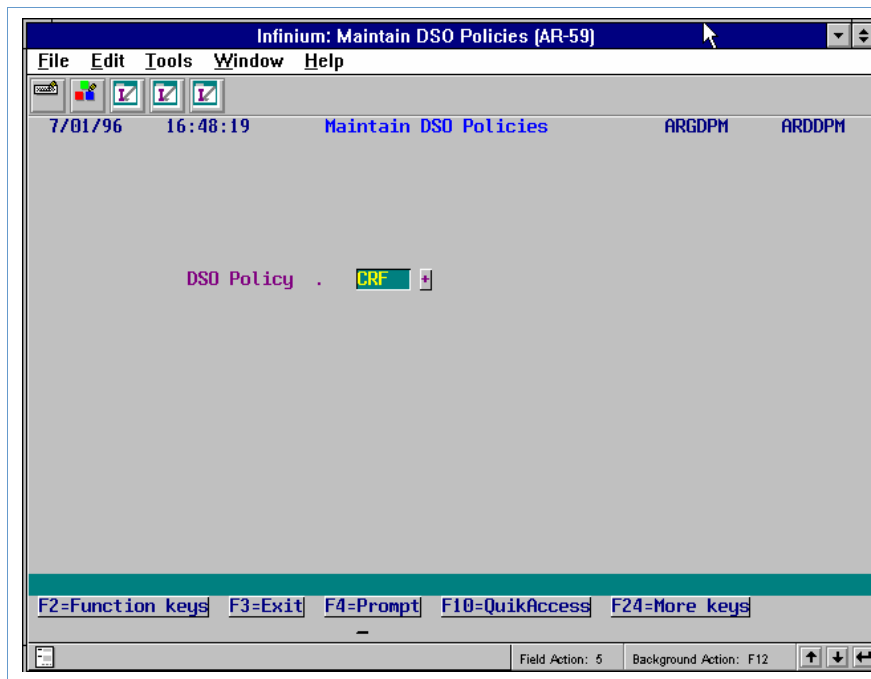 Infinium: Maintain DSO Policies (AR-59)
File Edit Tools Window Help
7/01/96 16:48:19 Maintain DSO Policies ARGDPM ARDDPM
DSO Policy . CRF +
F2=Function keys F3=Exit F4=Prompt F10=QuikAccess F24=More keys
Field Action: 5 Background Action: F12